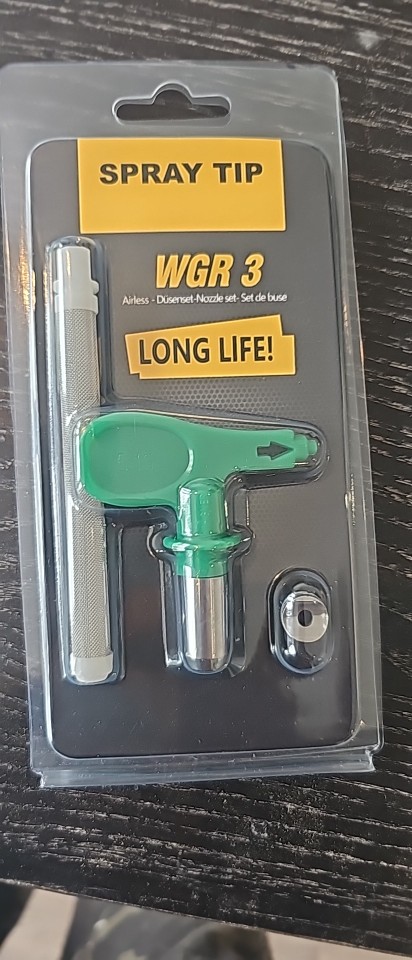 SPRAY TIP
WGR 3
Airless - Düsenset-Nozzle set- Set de buse
LONG LIFE!